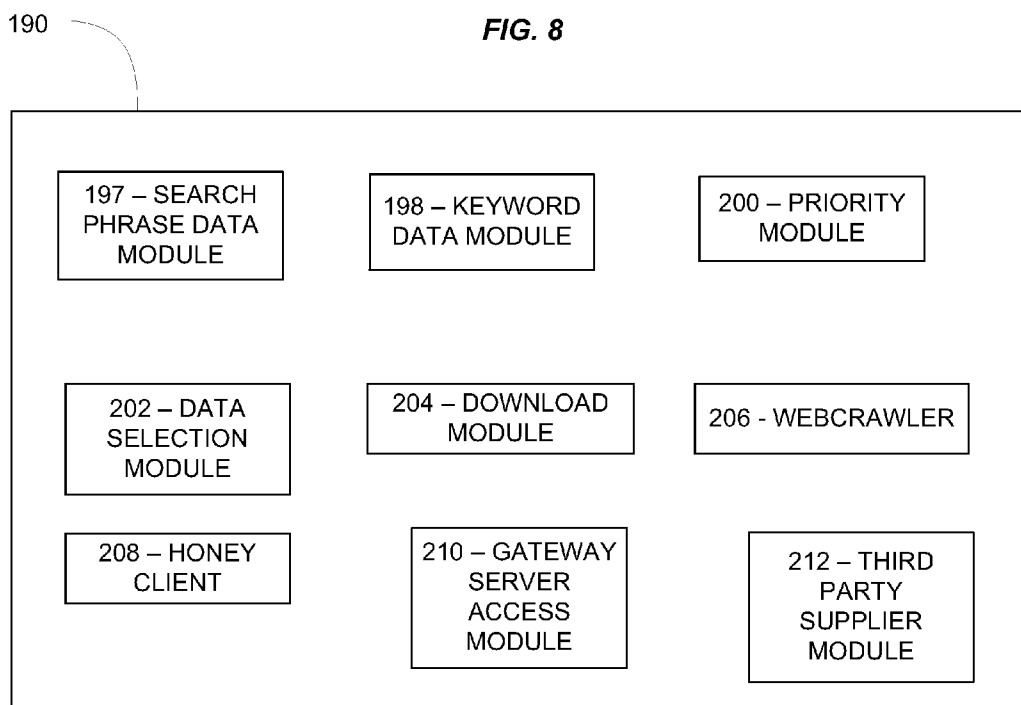 190
FIG. 8
197 – SEARCH
PHRASE DATA
MODULE
198 – KEYWORD
DATA MODULE
200 – PRIORITY
MODULE
202 – DATA
SELECTION
MODULE
204 – DOWNLOAD
MODULE
206 - WEBCRAWLER
208 – HONEY
CLIENT
210 – GATEWAY
SERVER
ACCESS
MODULE
212 – THIRD
PARTY
SUPPLIER
MODULE